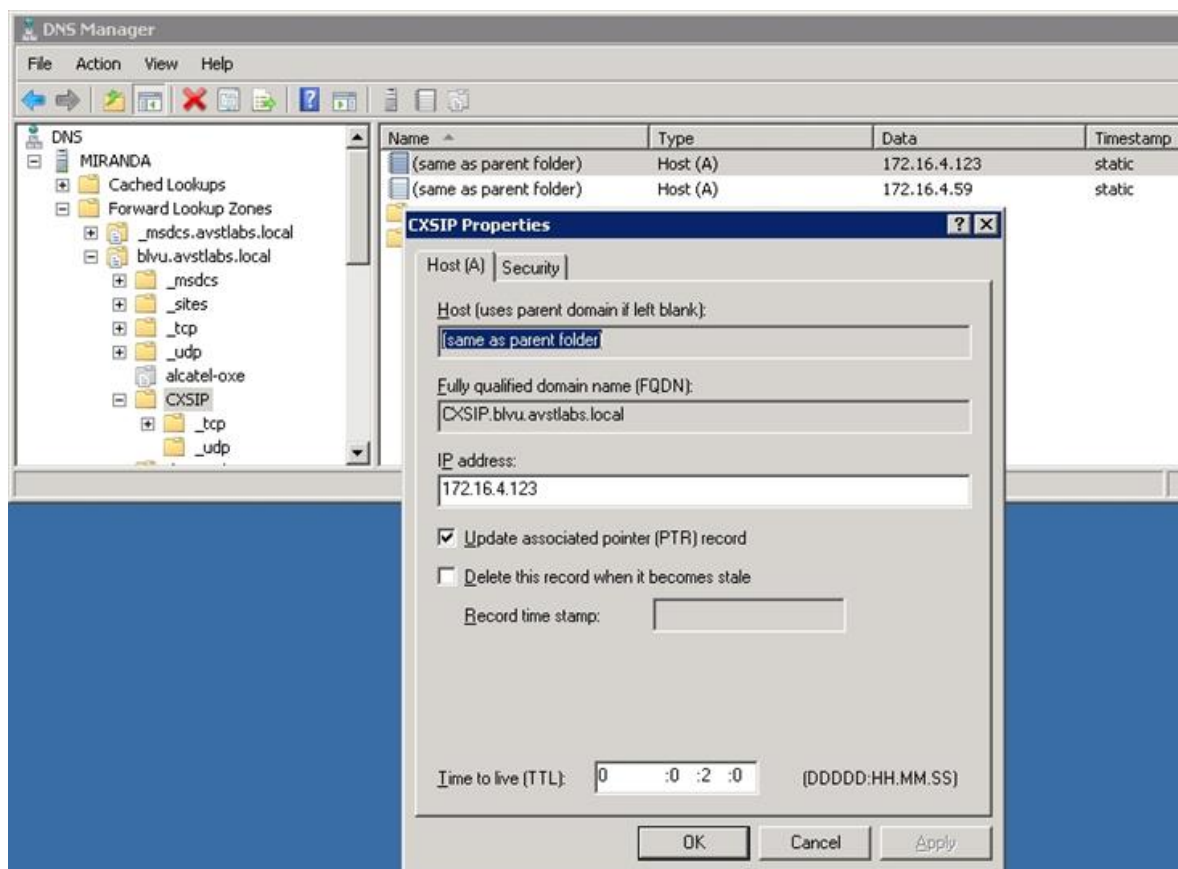 DNS Manager
File Action View Help
DNS
MIRANDA
Cached Lookups
Forward Lookup Zones
_msdcs.avstlabs.local
blvu.avstlabs.local
_msdcs
_sites
_tcp
_udp
alcatel-oxe
CXSIP
_tcp
_udp
Name Type Data Timestamp
(same as parent folder) Host (A) 172.16.4.123 static
(same as parent folder) Host (A) 172.16.4.59 static
CXSIP Properties
Host (A) Security
Host (uses parent domain if left blank):
(same as parent folder)
Fully qualified domain name (FQDN):
CXSIP.blvu.avstlabs.local
IP address:
172.16.4.123
Update associated pointer (PTR) record
Delete this record when it becomes stale
Record time stamp:
Time to live (TTL): 0 :0 :2 :0 (DDDDD:HH.MM.SS)
OK Cancel Apply